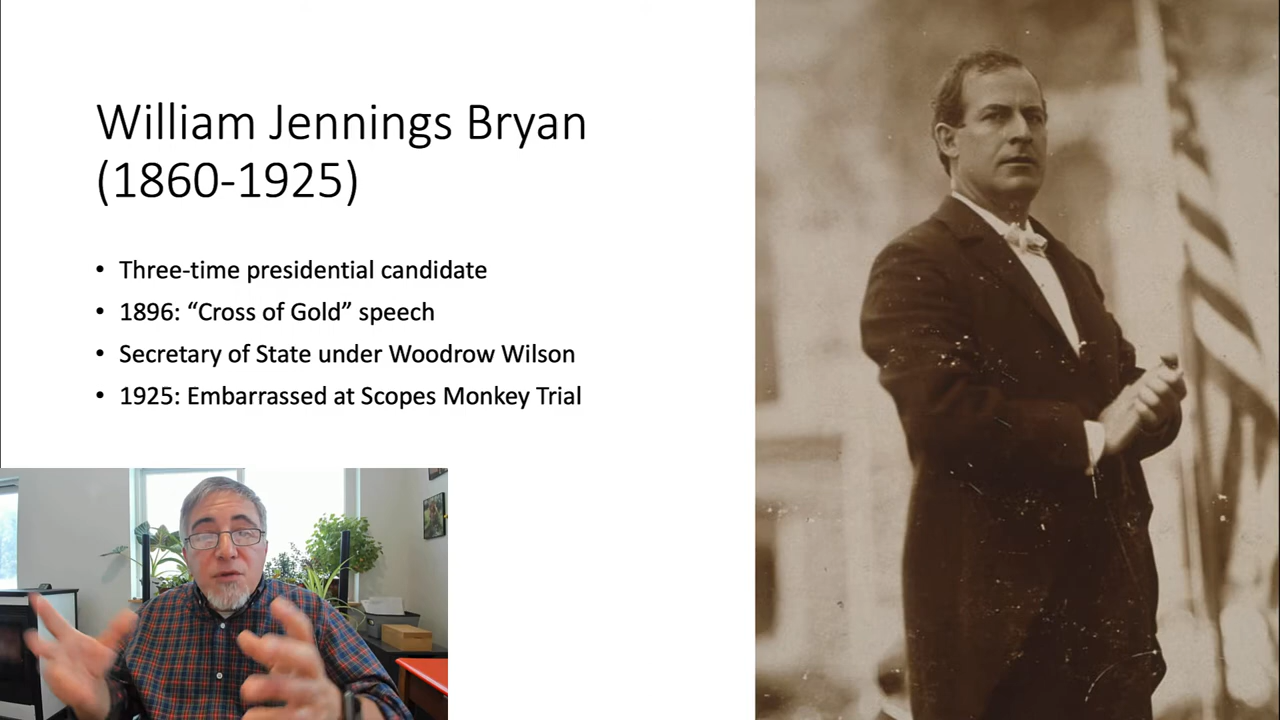 William Jennings Bryan
(1860-1925)
• Three-time presidential candidate
• 1896: “Cross of Gold” speech
• Secretary of State under Woodrow Wilson
• 1925: Embarrassed at Scopes Monkey Trial